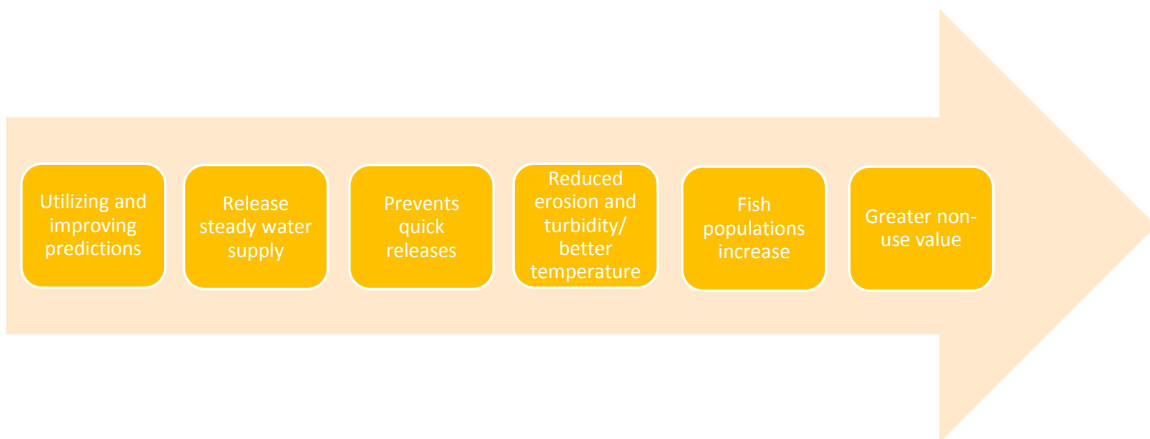 Utilizing and
improving
predictions
Release
steady water
supply
Prevents
quick
releases
Reduced
erosion and
turbidity/
better
temperature
Fish
populations
increase
Greater non-
use value